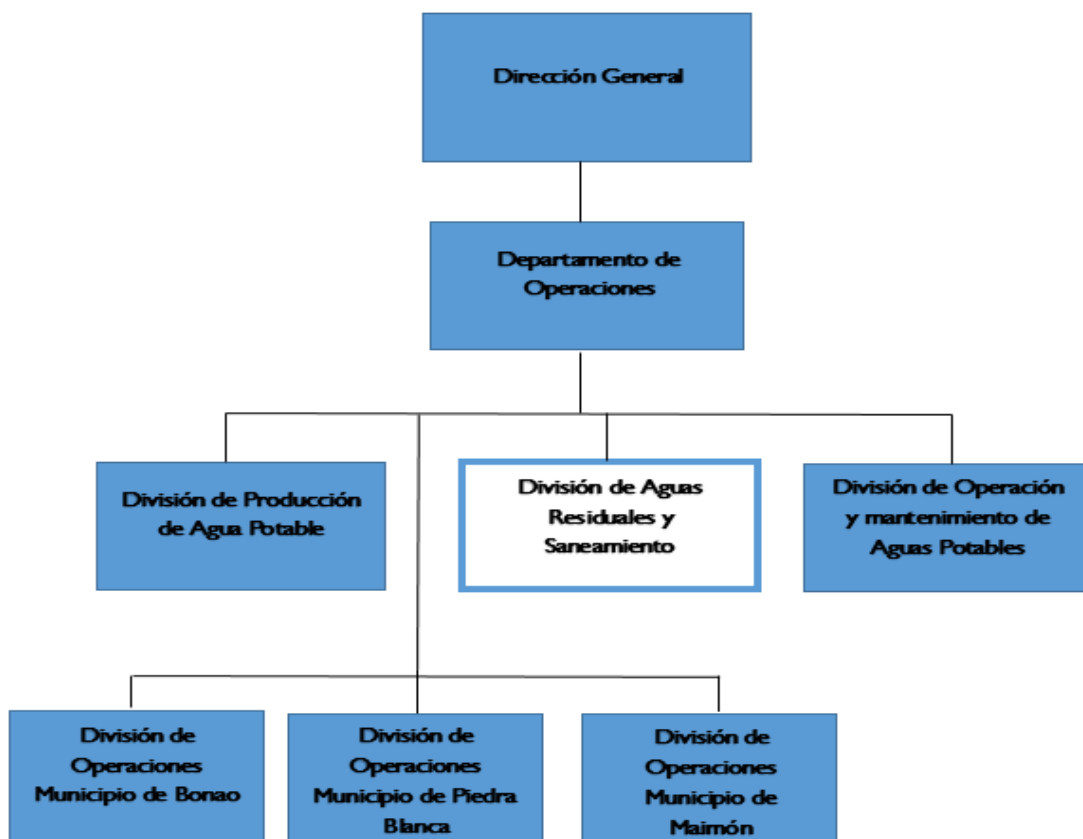 Dirección General
Departamento de
Operaciones
División de Producción
de Agua Potable
División de Aguas
Residuales y
Saneamiento
División de Operación
y mantenimiento de
Aguas Potables
División de
Operaciones
Municipio de Bonao
División de
Operaciones
Municipio de Piedra
Blanca
División de
Operaciones
Municipio de
Maimón